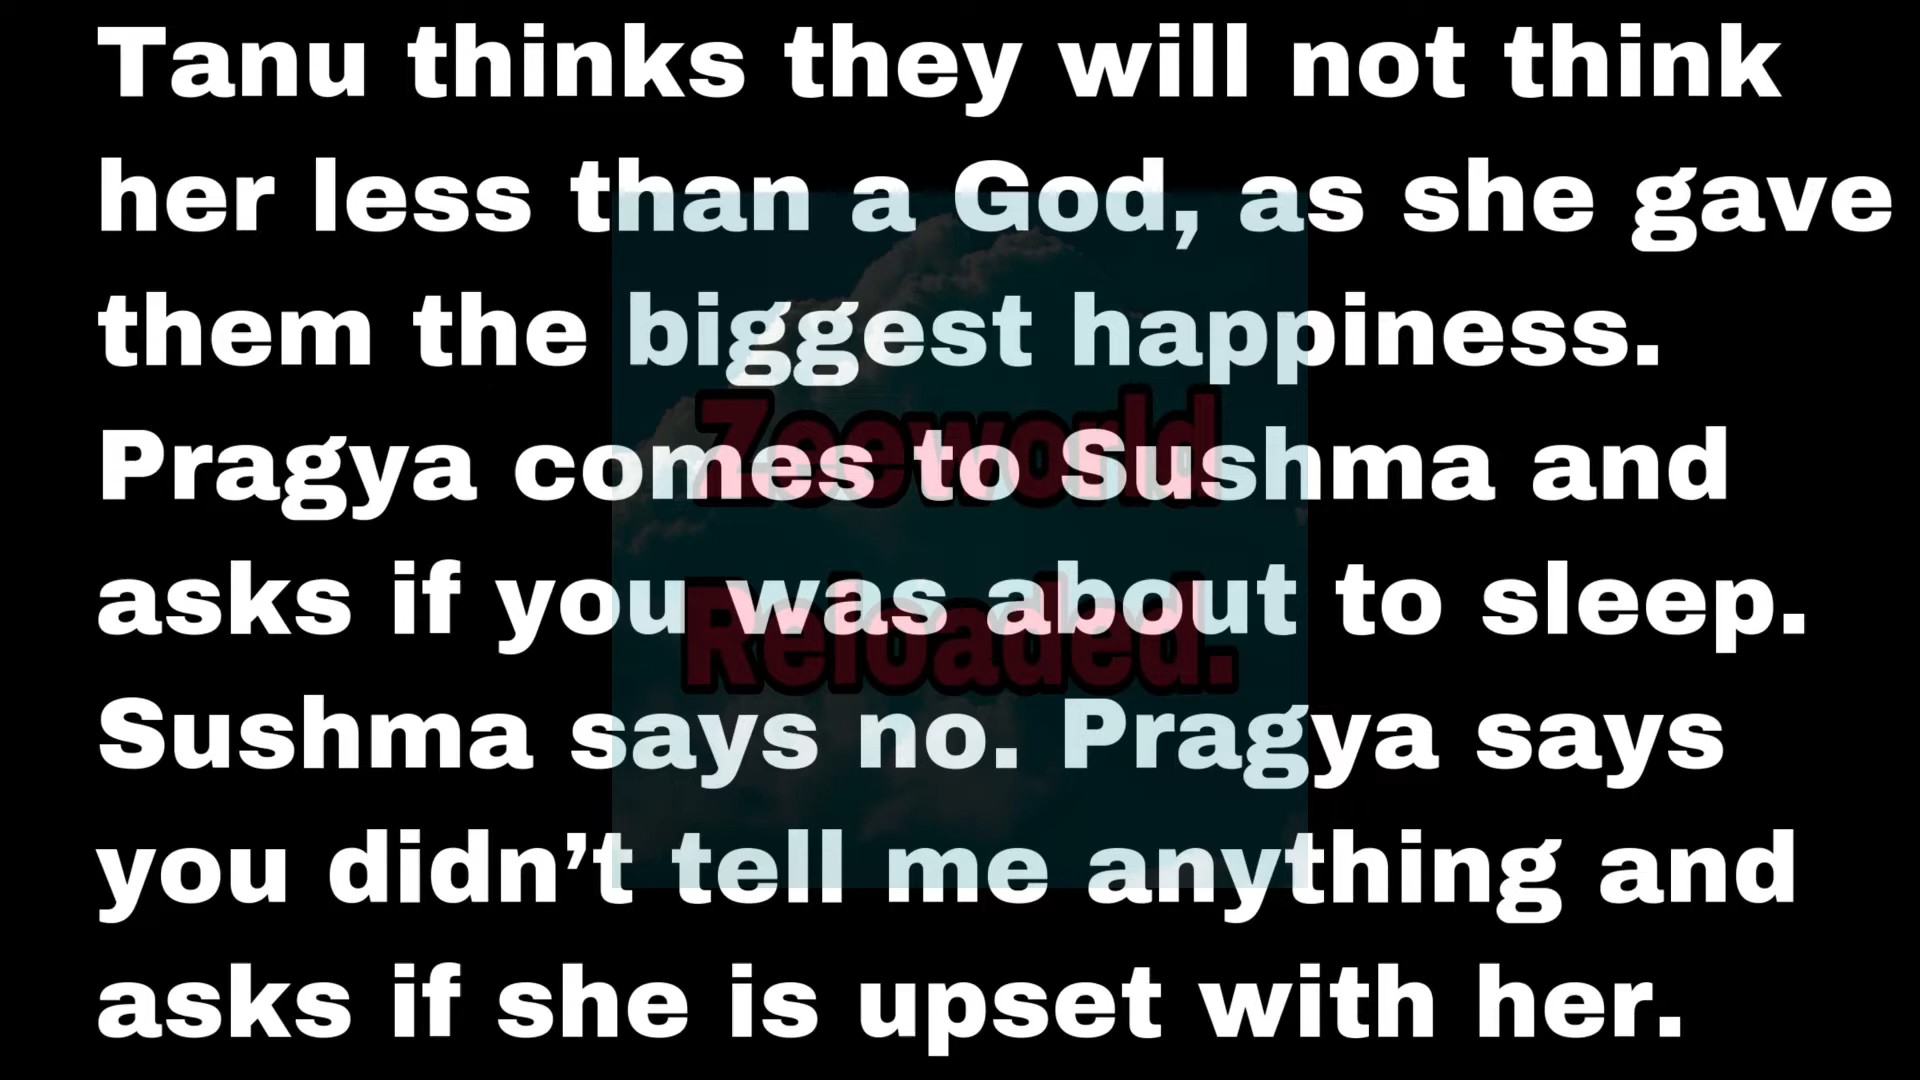 Tanu thinks they will not think
her less than a God, as she gave
them the biggest happiness.
Pragya comes to Sushma and
asks if you was about to sleep.
Sushma says no. Pragya says
you didn’t tell me anything and
asks if she is upset with her.
Zeeworld
Reloaded.